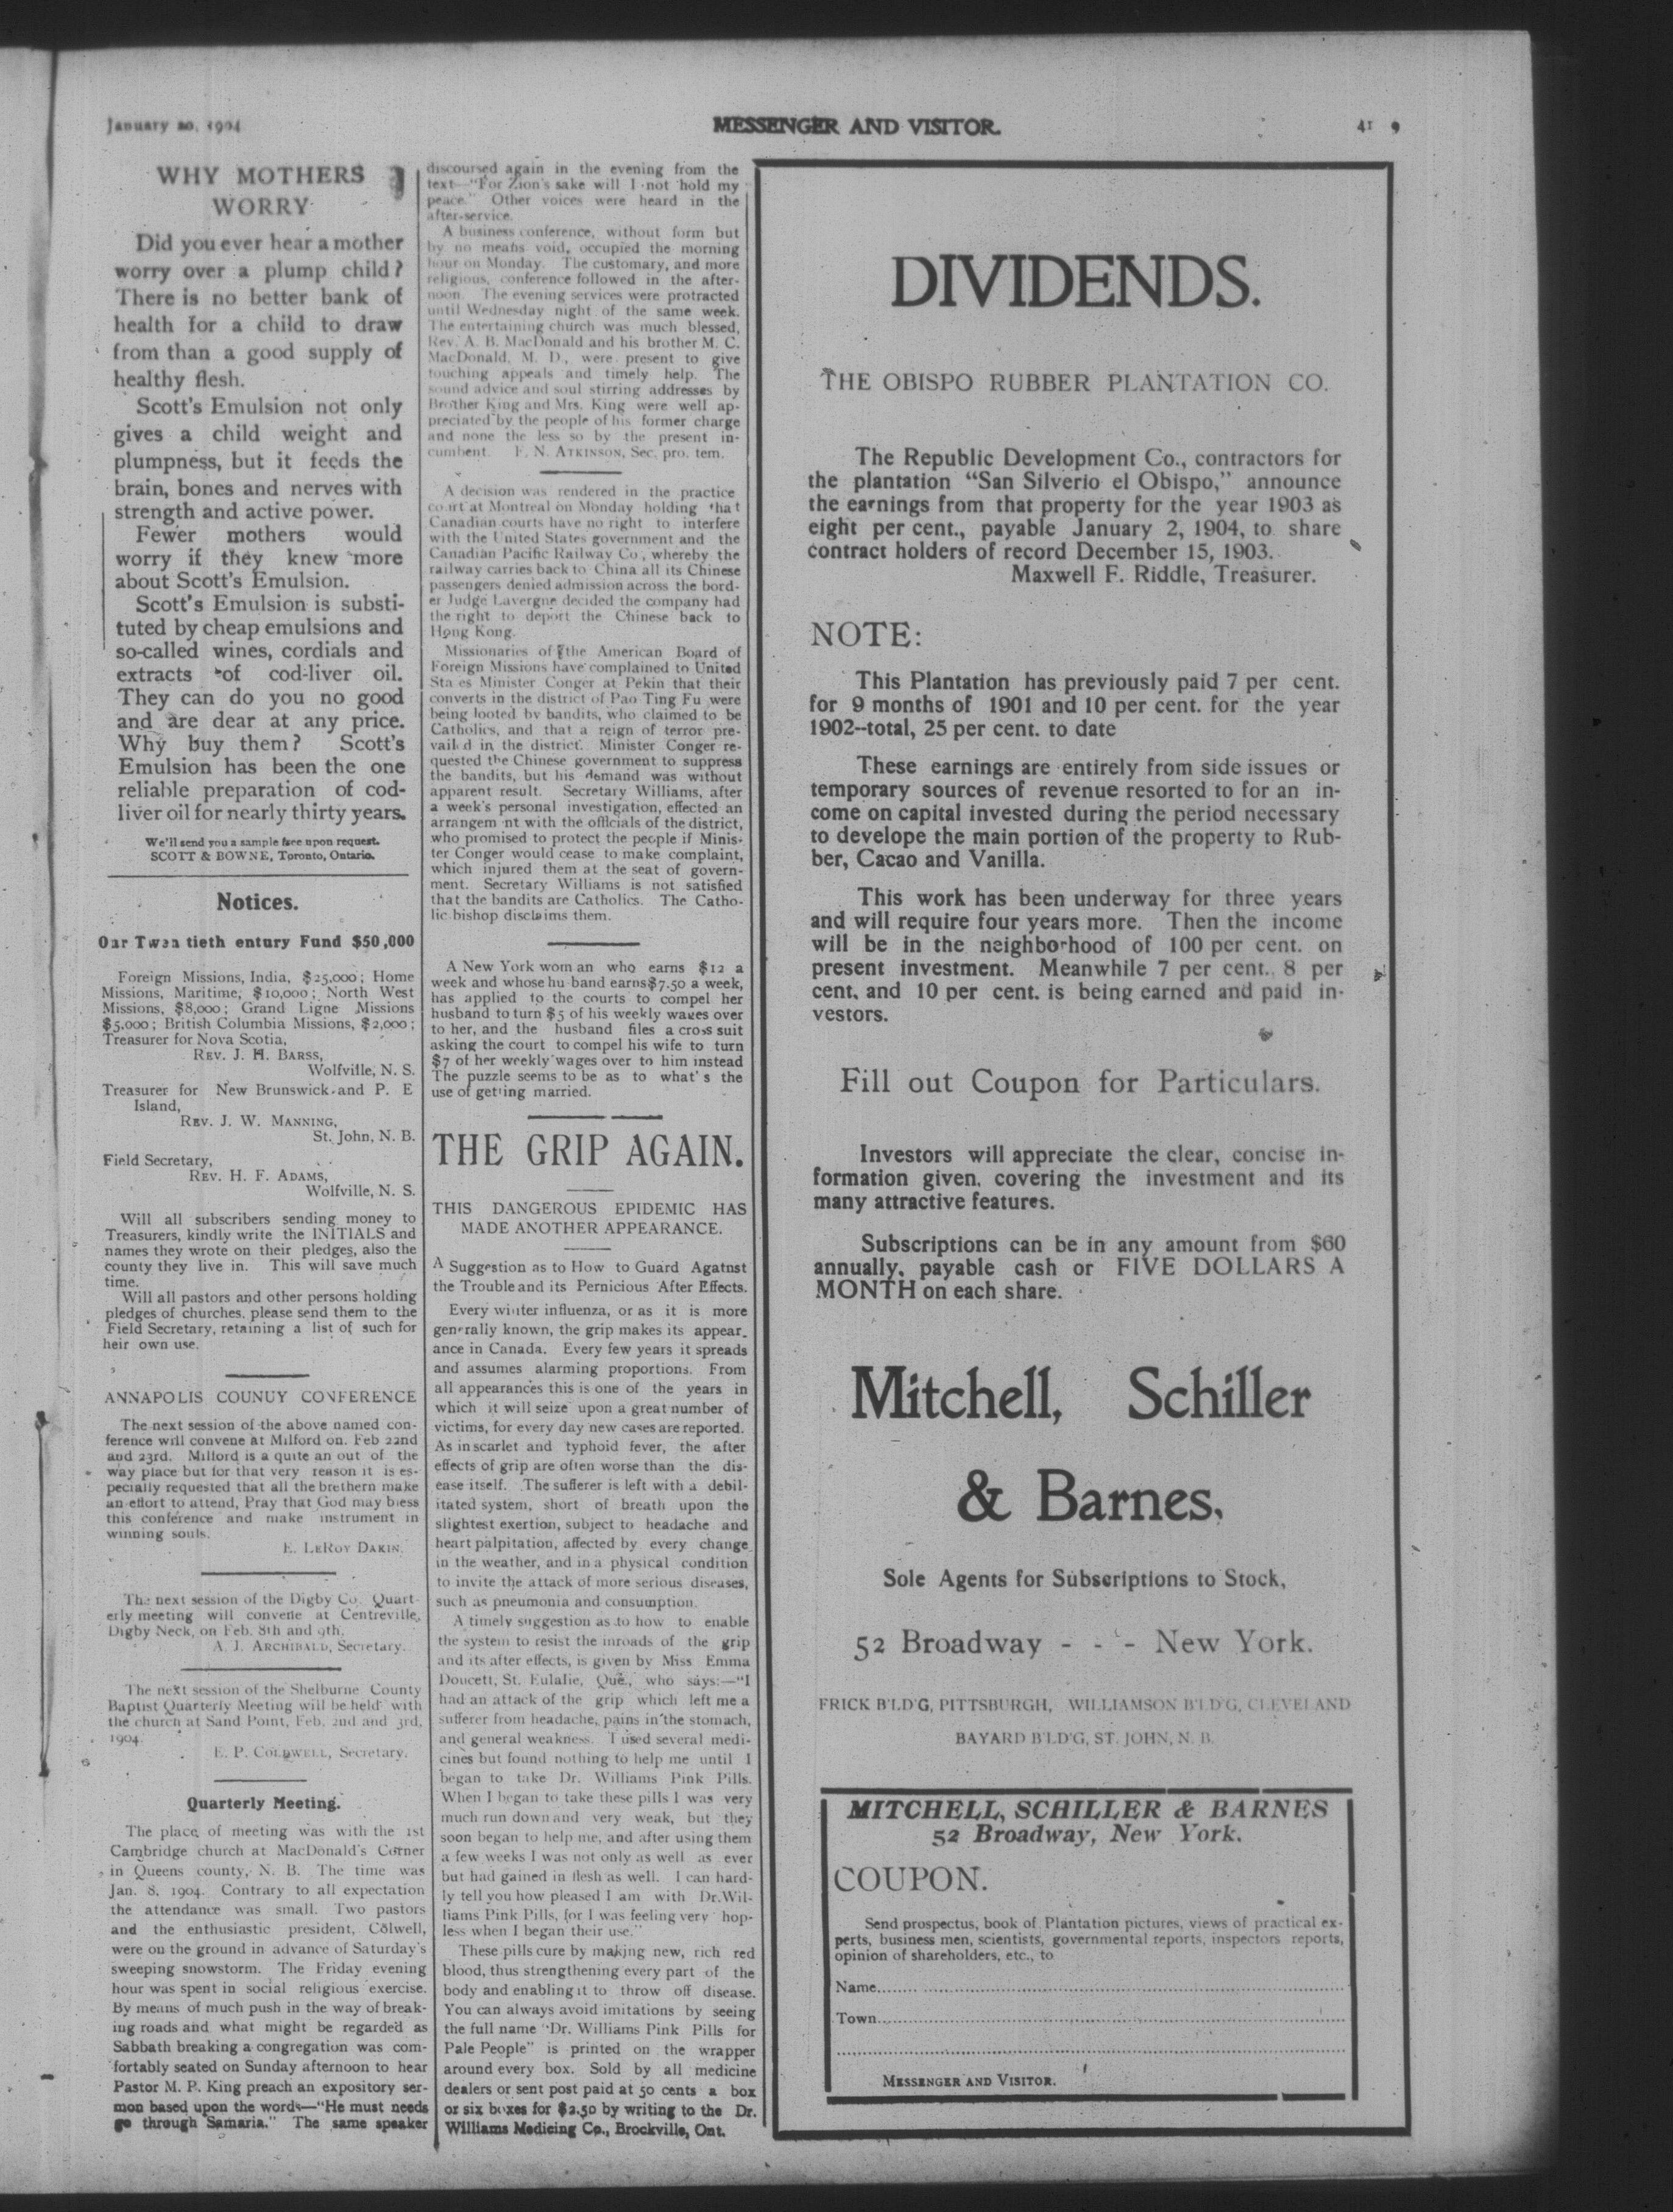 January 20, 1904
MESSENGER AND VISITOR.
41 9
WHY MOTHERS
WORRY
Did you ever hear a mother
worry over a plump child?
There is no better bank of
health for a child to draw
from than a good supply of
healthy flesh.
Scott's Emulsion not only
gives a child weight and
plumpness, but it feeds the
brain, bones and nerves with
strength and active power.
Fewer mothers would
worry if they knew more
about Scott's Emulsion.
Scott's Emulsion is substi-
tuted by cheap emulsions and
so-called wines, cordials and
extracts of cod-liver oil.
They can do you no good
and are dear at any price.
Why buy them? Scott's
Emulsion has been the one
reliable preparation of cod-
liver oil for nearly thirty years.
We'll send you a sample free upon request.
SCOTT & BOWNE, Toronto, Ontario.
Notices.
Oar Twen tieth entury Fund $50,000
Foreign Missions, India, $25,000; Home
Missions, Maritime, $10,000; North West
Missions, $8,000; Grand Ligne Missions
$5,000; British Columbia Missions, $2,000;
Treasurer for Nova Scotia,
REV. J. H. BARSS,
Wolfville, N. S.
Treasurer for New Brunswick and P. E
Island,
REV. J. W. MANNING,
St. John, N. B.
Field Secretary,
REV. H. F. ADAMS,
Wolfville, N. S.
Will all subscribers sending money to
Treasurers, kindly write the INITIALS and
names they wrote on their pledges, also the
county they live in. This will save much
time.
Will all pastors and other persons holding
pledges of churches, please send them to the
Field Secretary, retaining a list of such for
heir own use.
ANNAPOLIS COUNUY CONFERENCE
The next session of the above named con-
ference will convene at Milford on. Feb 22nd
and 23rd. Milford is a quite an out of the
way place but for that very reason it is es-
pecially requested that all the brethern make
an effort to attend, Pray that God may bless
this conference and make instrument in
winning souls.
E. LEROY DAKIN.
The next session of the Digby Co. Quart-
erly meeting will convene at Centreville,
Digby Neck, on Feb. 8th and 9th.
A. J. ARCHIBALD, Secretary.
The next session of the Shelburne County
Baptist Quarterly Meeting will be held with
the church at Sand Point, Feb. 2nd and 3rd,
1904.
E. P. COLDWELL, Secretary.
Quarterly Meeting.
The place of meeting was with the 1st
Cambridge church at MacDonald's Corner
in Queens county, N. B. The time was
Jan. 8, 1904. Contrary to all expectation
the attendance was small. Two pastors
and the enthusiastic president, Colwell,
were on the ground in advance of Saturday's
sweeping snowstorm. The Friday evening
hour was spent in social religious exercise.
By means of much push in the way of break-
ing roads and what might be regarded as
Sabbath breaking a congregation was com-
fortably seated on Sunday afternoon to hear
Pastor M. P. King preach an expository ser-
mon based upon the words—"He must needs
go through Samaria." The same speaker
discoursed again in the evening from the
text—"For Zion's sake will I not hold my
peace." Other voices were heard in the
after-service.
A business conference, without form but
by no means void, occupied the morning
hour on Monday. The customary, and more
religious, conference followed in the after-
noon. The evening services were protracted
until Wednesday night of the same week.
The entertaining church was much blessed,
Rev. A. B. MacDonald and his brother M. C.
MacDonald, M. D., were present to give
touching appeals and timely help. The
sound advice and soul stirring addresses by
Brother King and Mrs. King were well ap-
preciated by the people of his former charge
and none the less so by the present in-
cumbent. F. N. ATKINSON, Sec. pro. tem.
A decision was rendered in the practice
court at Montreal on Monday holding that
Canadian courts have no right to interfere
with the United States government and the
Canadian Pacific Railway Co, whereby the
railway carries back to China all its Chinese
passengers denied admission across the bord-
er Judge Lavergne decided the company had
the right to deport the Chinese back to
Hong Kong.
Missionaries of the American Board of
Foreign Missions have complained to United
Sta es Minister Conger at Pekin that their
converts in the district of Pao Ting Fu were
being looted by bandits, who claimed to be
Catholics, and that a reign of terror pre-
vail d in the district. Minister Conger re-
quested the Chinese government to suppress
the bandits, but his demand was without
apparent result. Secretary Williams, after
a week's personal investigation, effected an
arrangem nt with the officials of the district,
who promised to protect the people if Minis-
ter Conger would cease to make complaint,
which injured them at the seat of govern-
ment. Secretary Williams is not satisfied
that the bandits are Catholics. The Catho-
lic bishop disclaims them.
A New York woman who earns $12 a
week and whose hu band earns $7.50 a week,
has applied to the courts to compel her
husband to turn $5 of his weekly wages over
to her, and the husband files a cross suit
asking the court to compel his wife to turn
$7 of her weekly wages over to him instead
The puzzle seems to be as to what's the
use of getting married.
THE GRIP AGAIN.
THIS DANGEROUS EPIDEMIC HAS
MADE ANOTHER APPEARANCE.
A Suggestion as to How to Guard Against
the Trouble and its Pernicious After Effects.
Every winter influenza, or as it is more
generally known, the grip makes its appear-
ance in Canada. Every few years it spreads
and assumes alarming proportions. From
all appearances this is one of the years in
which it will seize upon a great number of
victims, for every day new cases are reported.
As in scarlet and typhoid fever, the after
effects of grip are often worse than the dis-
ease itself. The sufferer is left with a debil-
itated system, short of breath upon the
slightest exertion, subject to headache and
heart palpitation, affected by every change
in the weather, and in a physical condition
to invite the attack of more serious diseases,
such as pneumonia and consumption.
A timely suggestion as to how to enable
the system to resist the inroads of the grip
and its after effects, is given by Miss Emma
Doucett, St. Eulalie, Que., who says:—"I
had an attack of the grip which left me a
sufferer from headache, pains in the stomach,
and general weakness. I used several medi-
cines but found nothing to help me until I
began to take Dr. Williams Pink Pills.
When I began to take these pills I was very
much run down and very weak, but they
soon began to help me, and after using them
a few weeks I was not only as well as ever
but had gained in flesh as well. I can hard-
ly tell you how pleased I am with Dr. Wil-
liams Pink Pills, for I was feeling very hop-
less when I began their use."
These pills cure by making new, rich red
blood, thus strengthening every part of the
body and enabling it to throw off disease.
You can always avoid imitations by seeing
the full name "Dr. Williams Pink Pills for
Pale People" is printed on the wrapper
around every box. Sold by all medicine
dealers or sent post paid at 50 cents a box
or six boxes for $2.50 by writing to the Dr.
Williams Medicing Co., Brockville, Ont.
DIVIDENDS.
THE OBISPO RUBBER PLANTATION CO.
The Republic Development Co., contractors for
the plantation "San Silverio el Obispo," announce
the earnings from that property for the year 1903 as
eight per cent., payable January 2, 1904, to share
contract holders of record December 15, 1903.
Maxwell F. Riddle, Treasurer.
NOTE:
This Plantation has previously paid 7 per cent.
for 9 months of 1901 and 10 per cent. for the year
1902--total, 25 per cent. to date
These earnings are entirely from side issues or
temporary sources of revenue resorted to for an in-
come on capital invested during the period necessary
to develope the main portion of the property to Rub-
ber, Cacao and Vanilla.
This work has been underway for three years
and will require four years more. Then the income
will be in the neighborhood of 100 per cent. on
present investment. Meanwhile 7 per cent., 8 per
cent. and 10 per cent. is being earned and paid in-
vestors.
Fill out Coupon for Particulars.
Investors will appreciate the clear, concise in-
formation given, covering the investment and its
many attractive features.
Subscriptions can be in any amount from $60
annually, payable cash or FIVE DOLLARS A
MONTH on each share.
Mitchell, Schiller
& Barnes,
Sole Agents for Subscriptions to Stock,
52 Broadway - - - New York.
FRICK B'LD'G, PITTSBURGH, WILLIAMSON B'LD'G, CLEVELAND
BAYARD B'LD'G, ST. JOHN, N. B.
MITCHELL, SCHILLER & BARNES
52 Broadway, New York.
COUPON.
Send prospectus, book of Plantation pictures, views of practical ex-
perts, business men, scientists, governmental reports, inspectors reports,
opinion of shareholders, etc., to
Name
Town
MESSENGER AND VISITOR.